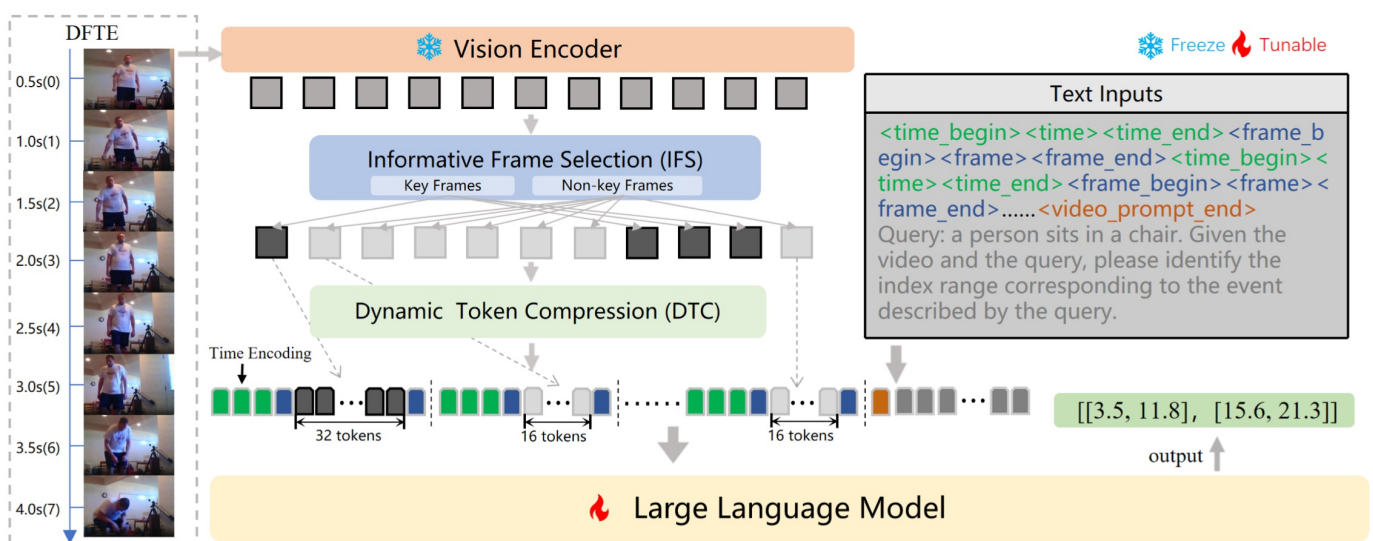 DFTE
0.5s(0)
1.0s(1)
1.5s(2)
2.0s(3)
2.5s(4)
3.0s(5)
3.5s(6)
4.0s(7)
Vision Encoder
Freeze
Tunable
Informative Frame Selection (IFS)
Key Frames
Non-key Frames
Dynamic Token Compression (DTC)
Time Encoding
32 tokens
16 tokens
16 tokens
Text Inputs
<time_begin><time><time_end><frame_b
egin><frame><frame_end><time_begin><
time><time_end><frame_begin><frame><
frame_end>......<video_prompt_end>
Query: a person sits in a chair. Given the
video and the query, please identify the
index range corresponding to the event
described by the query.
[[3.5, 11.8], [15.6, 21.3]]
output
Large Language Model